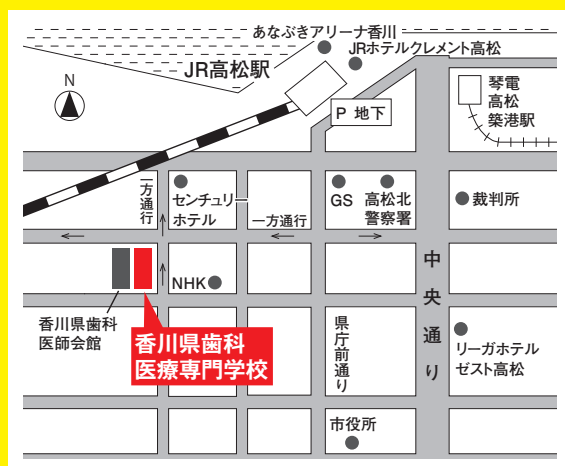 あなぶきアリーナ香川
JRホテルクレメント高松
JR高松駅
N
P 地下
琴電
高松
築港駅
一方通行
センチュリー
ホテル
一方通行
GS
高松北
警察署
裁判所
NHK
中央通り
香川県歯科
医師会館
香川県歯科
医療専門学校
県庁前通り
リーガホテル
ゼスト高松
市役所